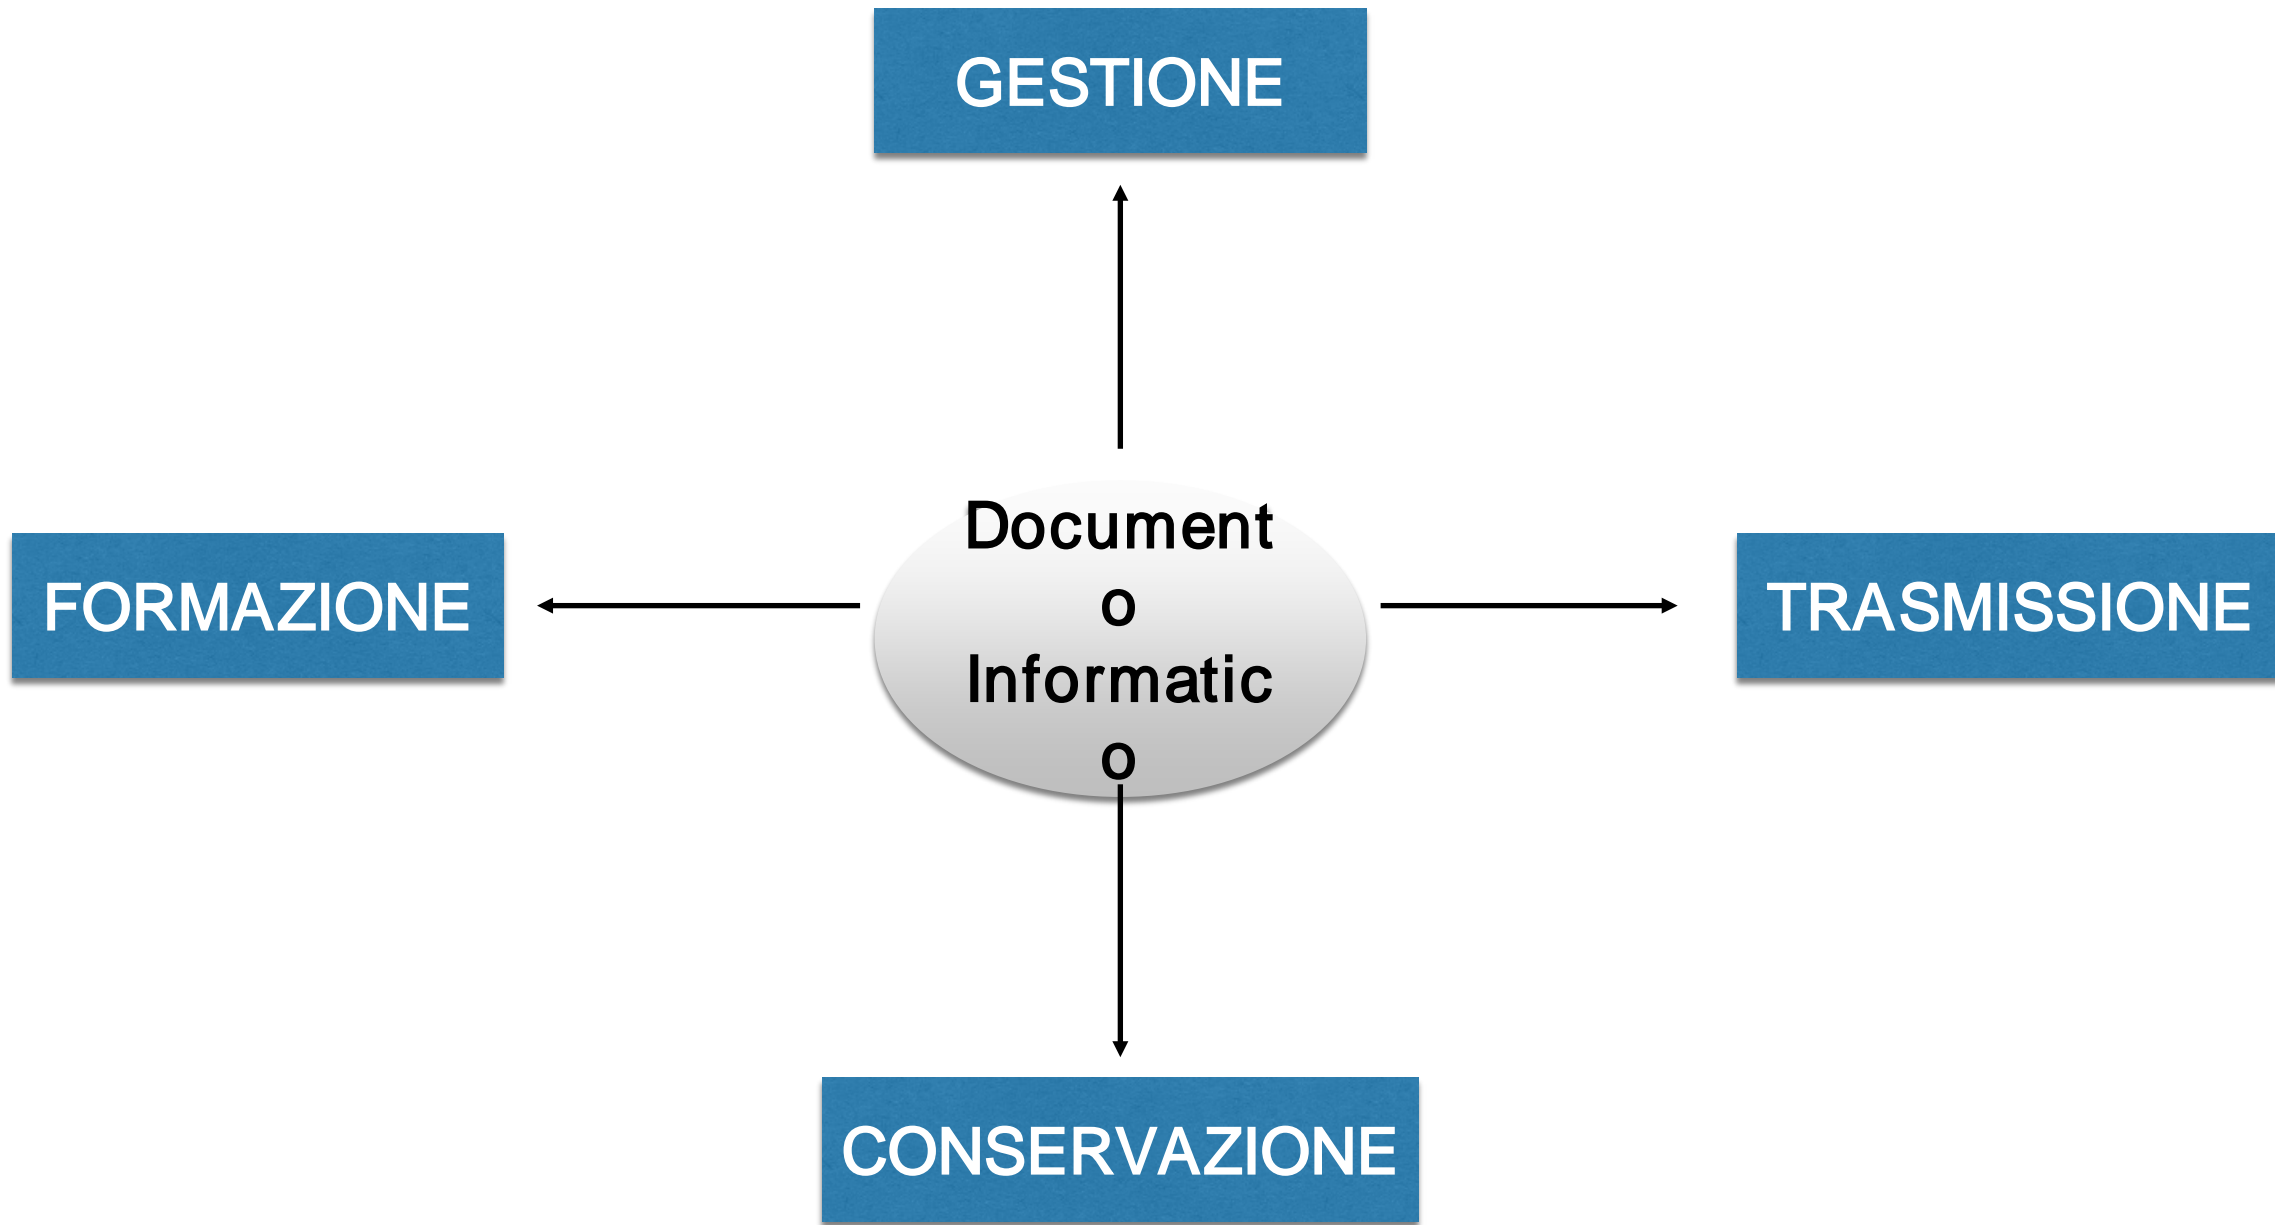 GESTIONE
Document
o
Informatic
o
FORMAZIONE
TRASMISSIONE
CONSERVAZIONE